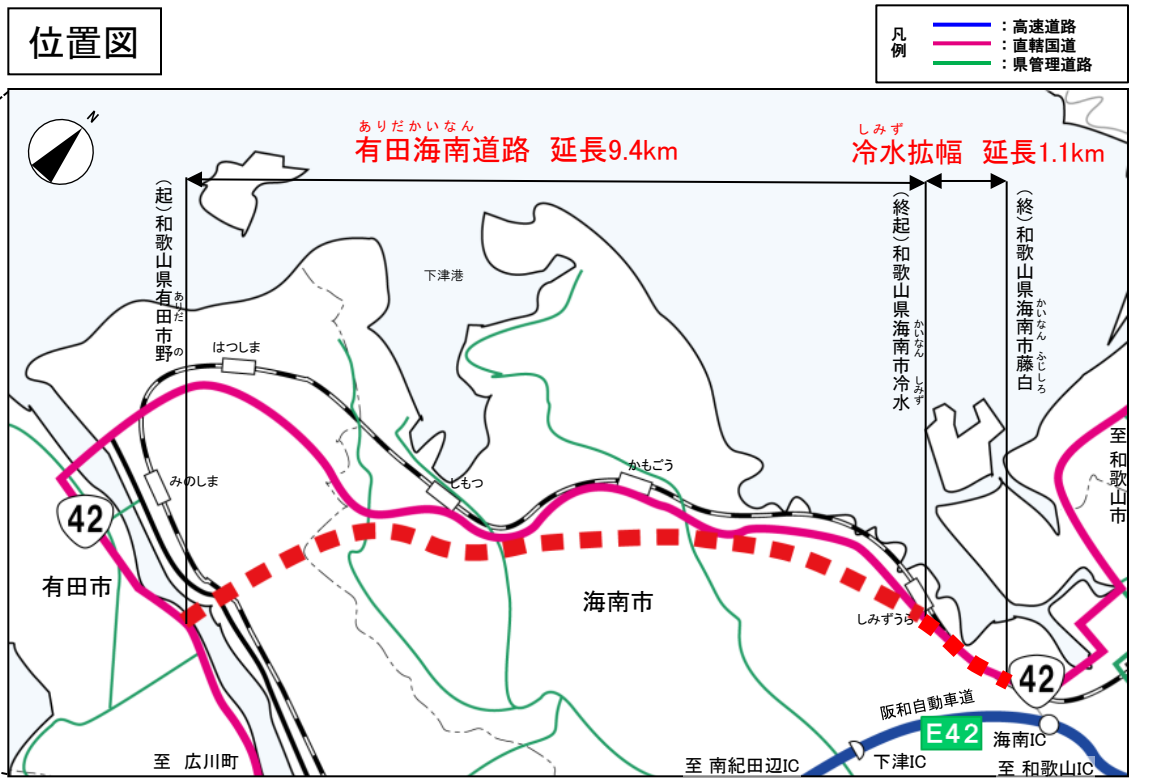 位置図
凡例
：高速道路
：直轄国道
：県管理道路
N
ありだかいなん
有田海南道路 延長9.4km
しみず
冷水拡幅 延長1.1km
（起）和歌山県有田市野
ありだ の
（終起）和歌山県海南市冷水
かいなん しみず
（終）和歌山県海南市藤白
かいなん ふじしろ
下津港
はつしま
みのしま
しもつ
かもごう
しみずうら
至 和歌山市
42
有田市
海南市
42
阪和自動車道
E42
海南IC
下津IC
至 広川町
至 南紀田辺IC
至 和歌山IC